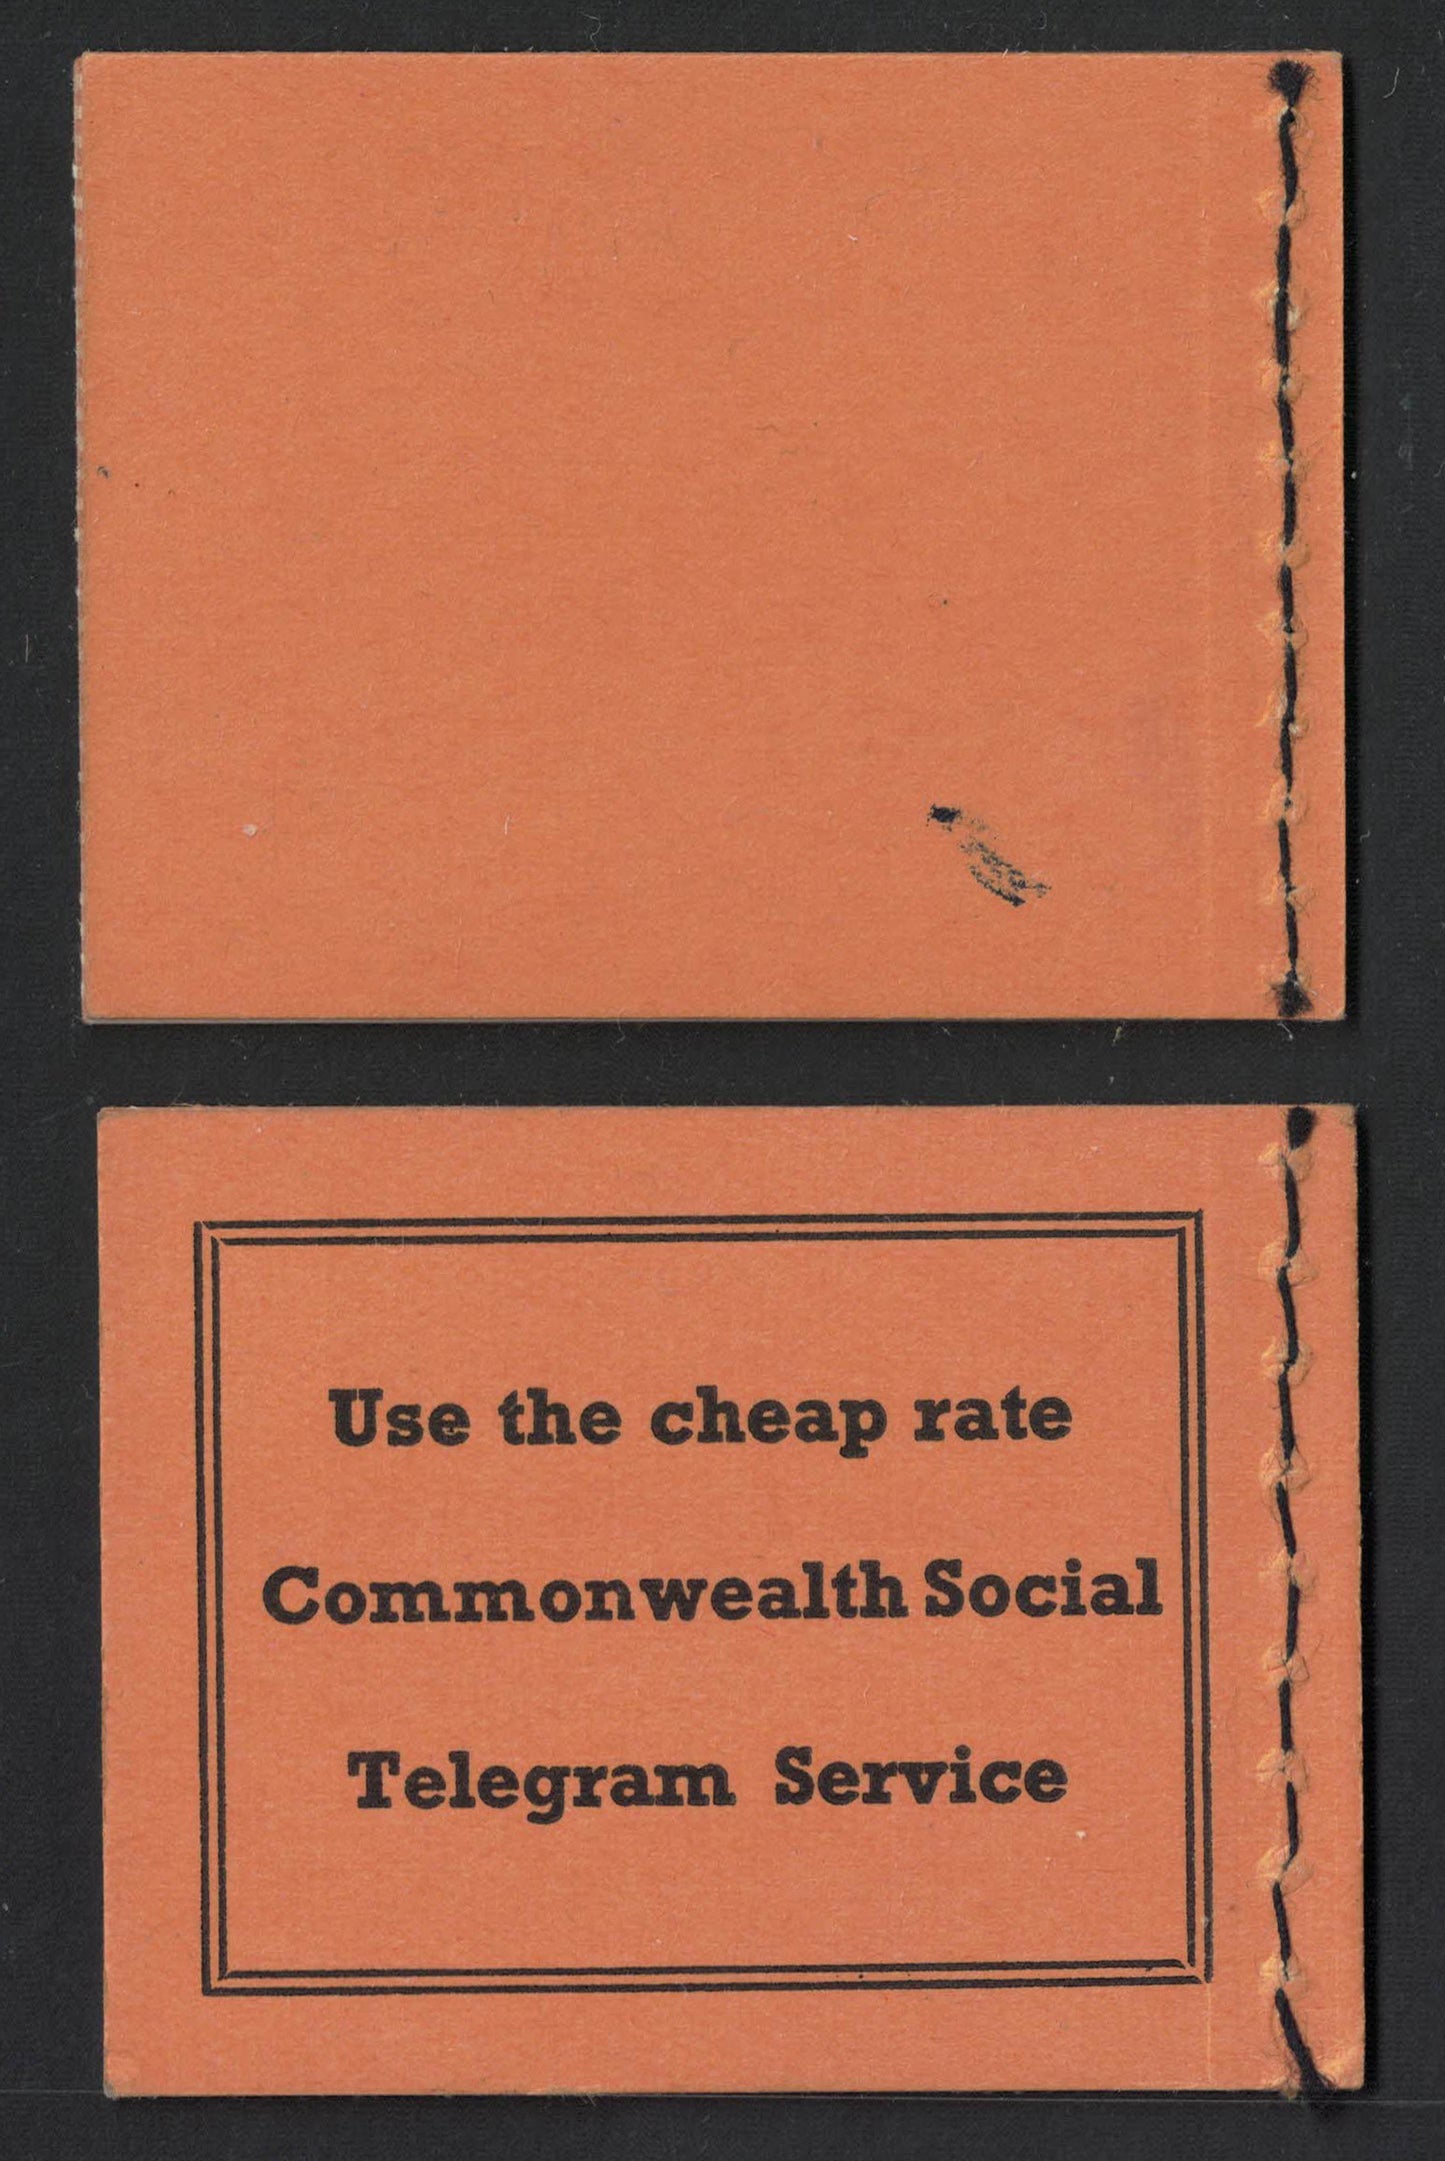 Use the cheap rate
Commonwealth Social
Telegram Service